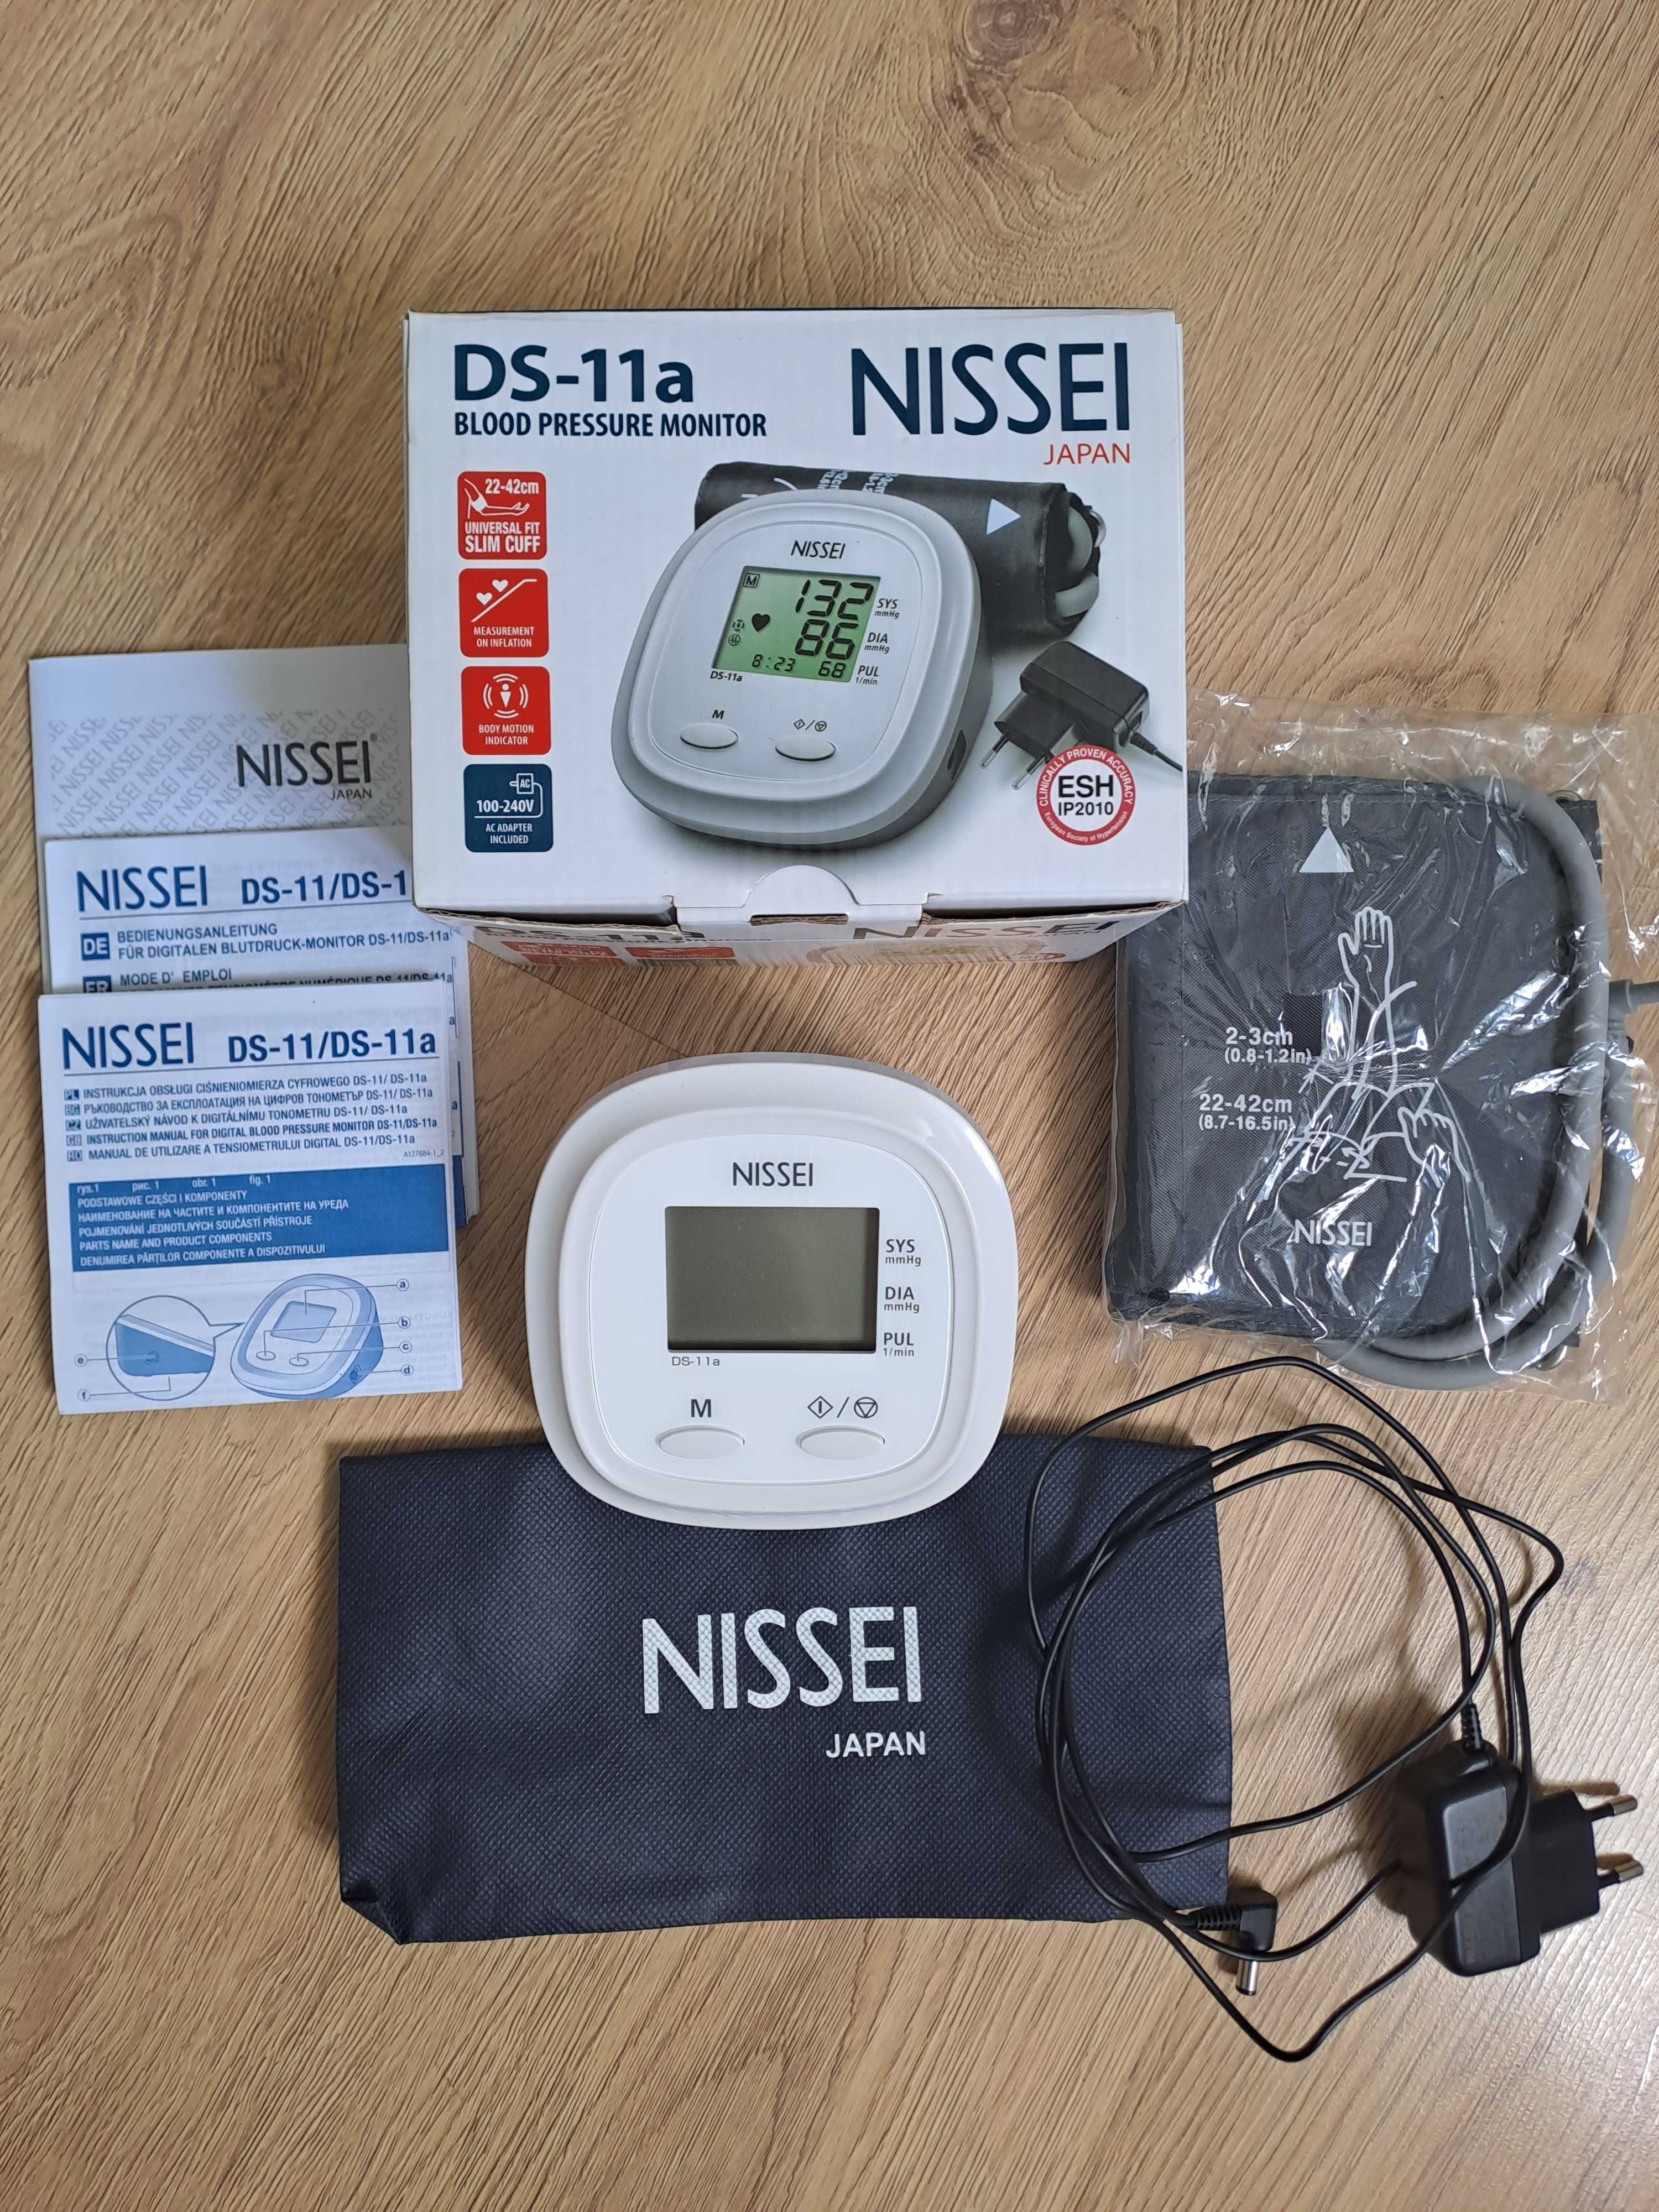 DS-11a
BLOOD PRESSURE MONITOR
NISSEI
JAPAN
22-42cm
UNIVERSAL FIT
SLIM CUFF
MEASUREMENT
ON INFLATION
BODY MOTION
INDICATOR
AC
100-240V
AC ADAPTER
INCLUDED
NISSEI
M
132
86
8:23
68
SYS
mmHg
DIA
mmHg
PUL
1/min
DS-11a
M
CLINICALLY PROVEN ACCURACY
ESH
IP2010
European Society of Hypertension
NISSEI
JAPAN
NISSEI DS-11/DS-1
DE BEDIENUNGSANLEITUNG
FÜR DIGITALEN BLUTDRUCK-MONITOR DS-11/DS-11a
FR MODE D' EMPLOI
NISSEI DS-11/DS-11a
PL INSTRUKCJA OBSŁUGI CIŚNIENIOMIERZA CYFROWEGO DS-11/ DS-11a
BG РЪКОВОДСТВО ЗА ЕКСПЛОАТАЦИЯ НА ЦИФРОВ ТОНОМЕТЪР DS-11/ DS-11a
CZ UŽIVATELSKÝ NÁVOD K DIGITÁLNÍMU TONOMETRU DS-11/ DS-11a
GB INSTRUCTION MANUAL FOR DIGITAL BLOOD PRESSURE MONITOR DS-11/DS-11a
RO MANUAL DE UTILIZARE A TENSIOMETRULUI DIGITAL DS-11/DS-11a
A127684-1_2
rys.1 рис. 1 obr. 1 fig. 1
PODSTAWOWE CZĘŚCI I KOMPONENTY
НАИМЕНОВАНИЕ НА ЧАСТИТЕ И КОМПОНЕНТИТЕ НА УРЕДА
POJMENOVÁNÍ JEDNOTLIVÝCH SOUČÁSTÍ PŘÍSTROJE
PARTS NAME AND PRODUCT COMPONENTS
DENUMIREA PĂRŢILOR COMPONENTE A DISPOZITIVULUI
a
b
c
d
e
f
2-3cm
(0.8-1.2in)
22-42cm
(8.7-16.5in)
NISSEI
NISSEI
SYS
mmHg
DIA
mmHg
PUL
1/min
DS-11a
M
NISSEI
JAPAN